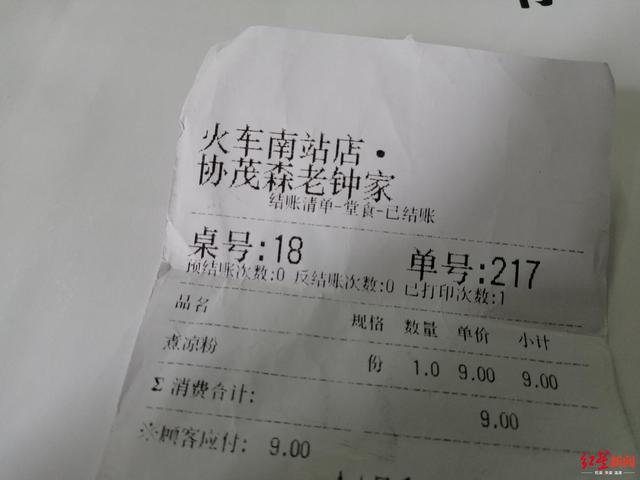 火车南站店·
协茂森老钟家
结账清单-堂食-已结账
桌号:18 单号:217
预结账次数:0 反结账次数:0 已打印次数:1
品名 规格 数量 单价 小计
煮凉粉 份 1.0 9.00 9.00
Σ 消费合计: 9.00
※顾客应付: 9.00
红星新闻